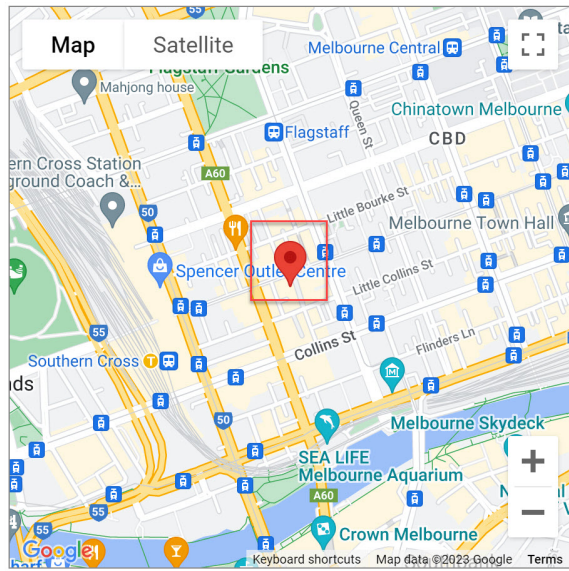 Map
Satellite
Melbourne Central
Flagstaff Gardens
Mahjong house
Queen St
Chinatown Melbourne
Flagstaff
CBD
ern Cross Station
ground Coach &...
A60
Little Bourke St
Melbourne Town Hall
50
Spencer Outlet Centre
Little Collins St
55
Collins St
Flinders Ln
Southern Cross
T
nds
50
Melbourne Skydeck
SEA LIFE
Melbourne Aquarium
55
A60
55
Crown Melbourne
Google
Keyboard shortcuts
Map data ©2023 Google
Terms